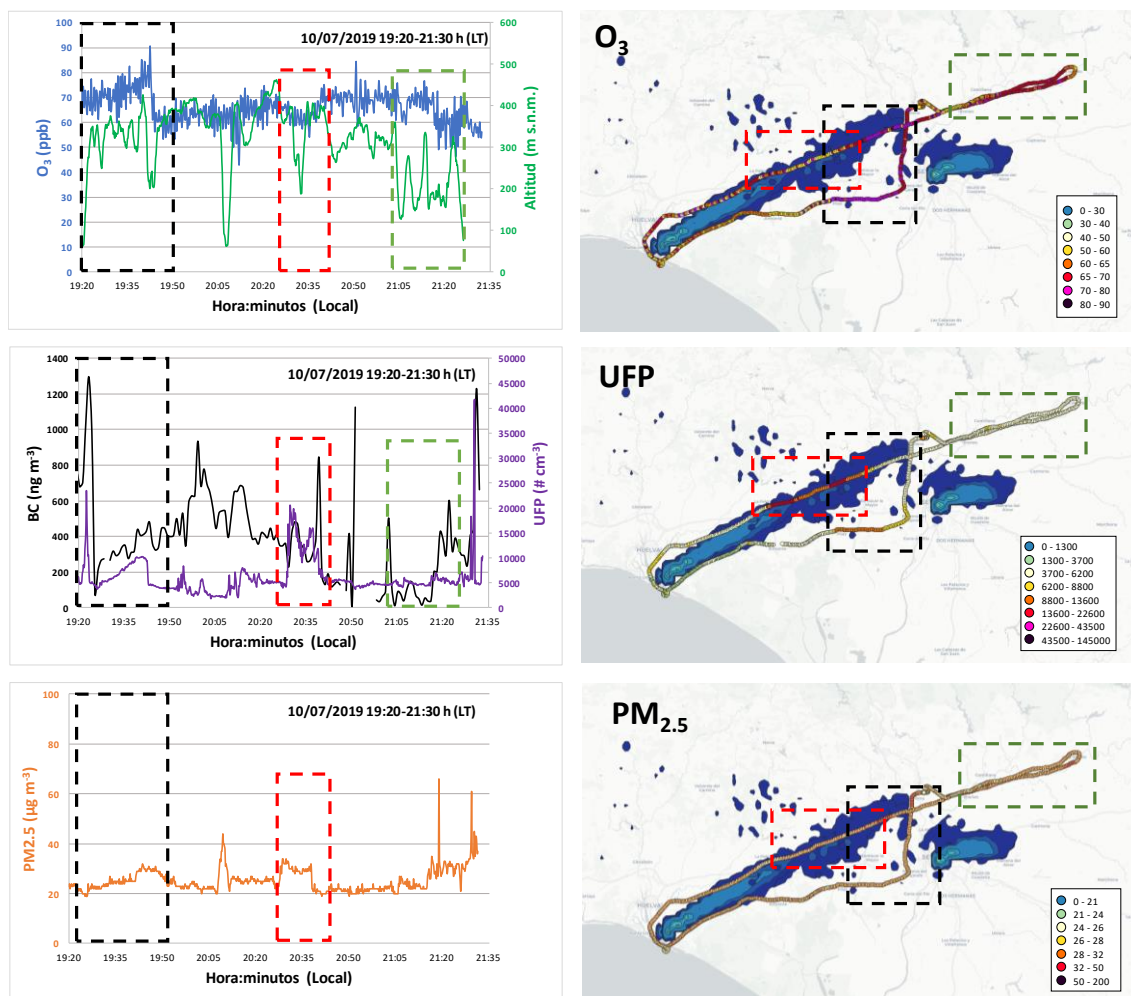 10/07/2019 19:20-21:30 h (LT)
O3 (ppb)
100
90
80
70
60
50
40
30
20
10
0
600
500
400
300
200
100
0
Altitud (m s.n.m.)
19:20 19:35 19:50 20:05 20:20 20:35 20:50 21:05 21:20 21:35
Hora:minutos (Local)
O3
HUELVA
DOS HERMANAS
0 - 30
30 - 40
40 - 50
50 - 60
60 - 65
65 - 70
70 - 80
80 - 90
10/07/2019 19:20-21:30 h (LT)
BC (ng m-3)
1400
1200
1000
800
600
400
200
0
50000
45000
40000
35000
30000
25000
20000
15000
10000
5000
0
UFP (# cm-3)
19:20 19:35 19:50 20:05 20:20 20:35 20:50 21:05 21:20 21:35
Hora:minutos (Local)
UFP
HUELVA
DOS HERMANAS
0 - 1300
1300 - 3700
3700 - 6200
6200 - 8800
8800 - 13600
13600 - 22600
22600 - 43500
43500 - 145000
10/07/2019 19:20-21:30 h (LT)
PM2.5 (µg m-3)
100
80
60
40
20
0
19:20 19:35 19:50 20:05 20:20 20:35 20:50 21:05 21:20 21:35
Hora:minutos (Local)
PM2.5
HUELVA
DOS HERMANAS
0 - 21
21 - 24
24 - 26
26 - 28
28 - 32
32 - 50
50 - 200